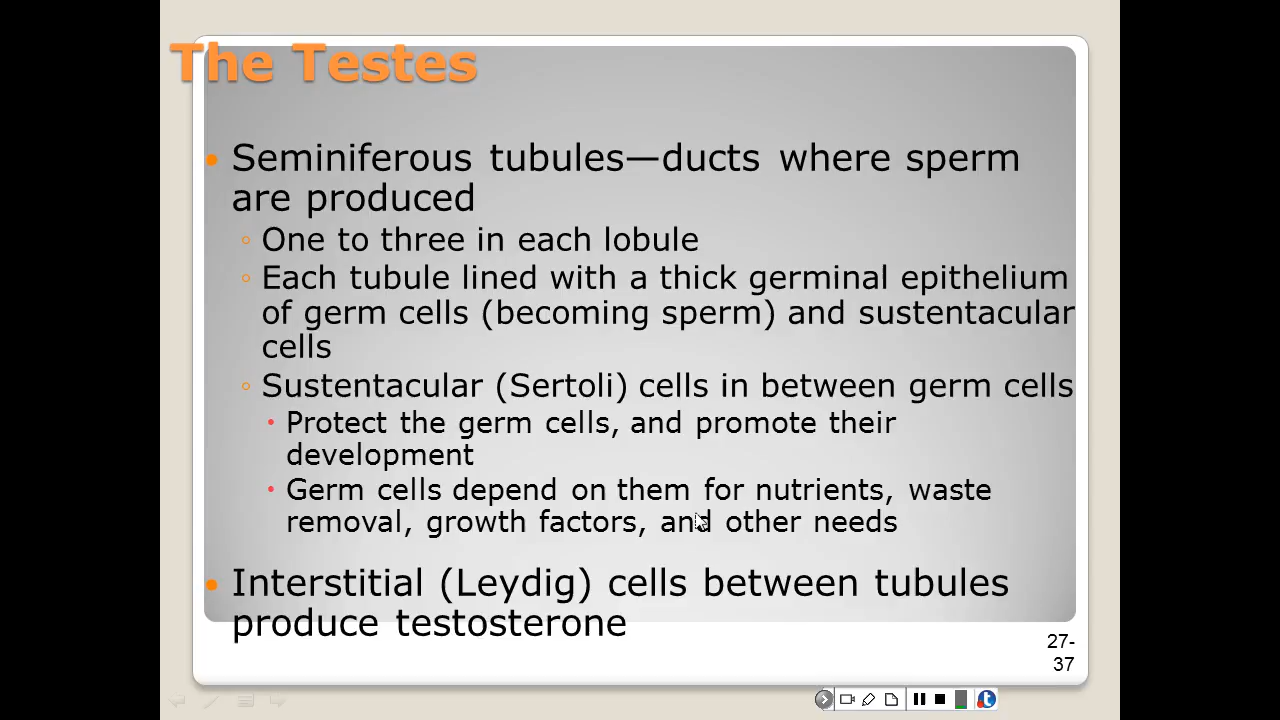 The Testes
Seminiferous tubules—ducts where sperm
are produced
One to three in each lobule
Each tubule lined with a thick germinal epithelium
of germ cells (becoming sperm) and sustentacular
cells
Sustentacular (Sertoli) cells in between germ cells
Protect the germ cells, and promote their
development
Germ cells depend on them for nutrients, waste
removal, growth factors, and other needs
Interstitial (Leydig) cells between tubules
produce testosterone
27-
37
t